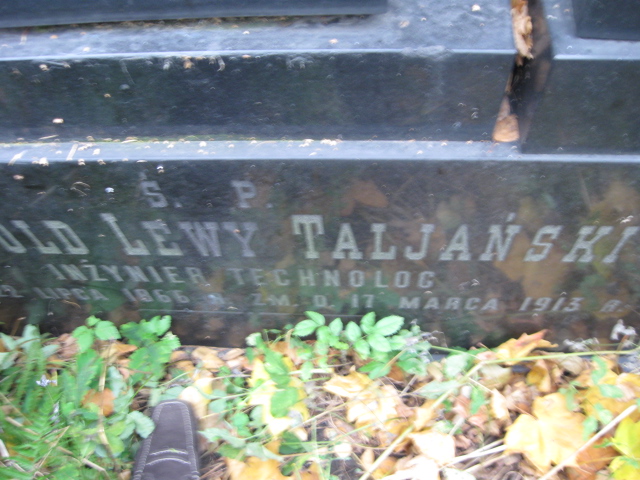 Ś. P.
OLD LEWY TALJAŃSKI
INŻYNIER TECHNOLOG
LIPCA 1866 R. ZM. D. 17 MARCA 1913 R.